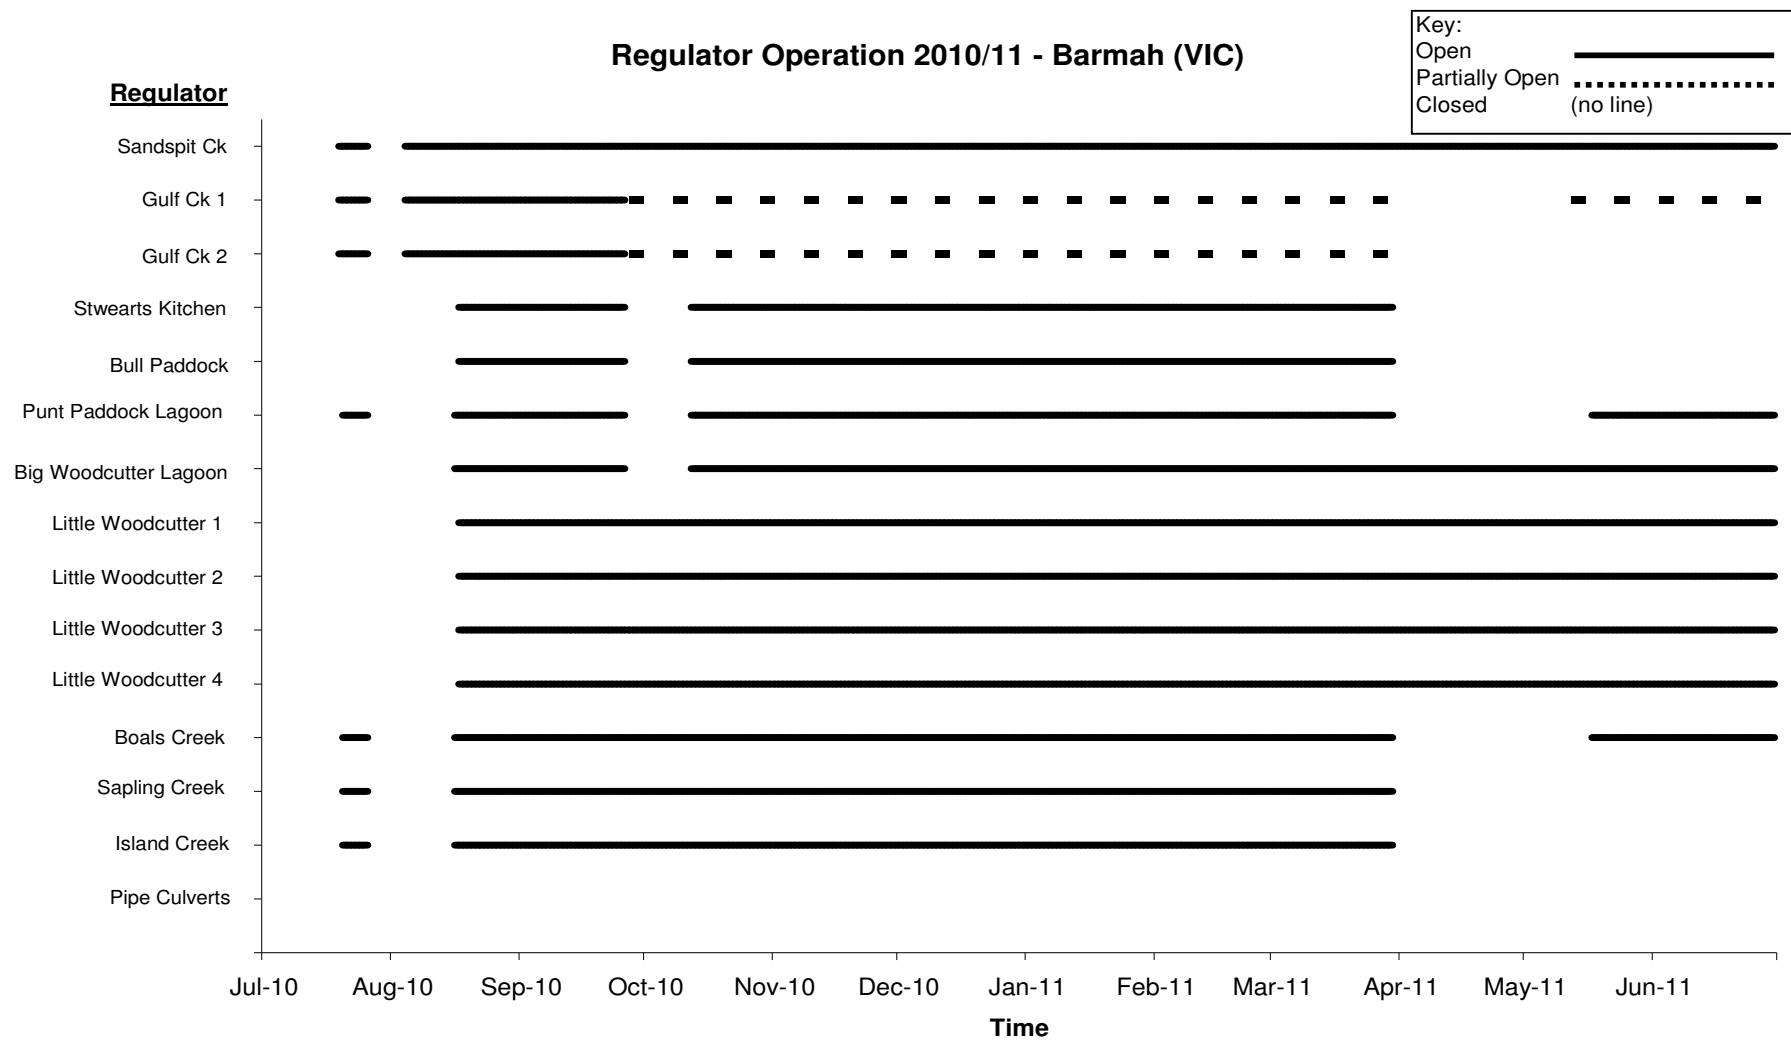 Regulator Operation 2010/11 - Barmah (VIC)
Key:
Open
Partially Open
Closed (no line)
Regulator
Sandspit Ck
Gulf Ck 1
Gulf Ck 2
Stwearts Kitchen
Bull Paddock
Punt Paddock Lagoon
Big Woodcutter Lagoon
Little Woodcutter 1
Little Woodcutter 2
Little Woodcutter 3
Little Woodcutter 4
Boals Creek
Sapling Creek
Island Creek
Pipe Culverts
Jul-10 Aug-10 Sep-10 Oct-10 Nov-10 Dec-10 Jan-11 Feb-11 Mar-11 Apr-11 May-11 Jun-11
Time